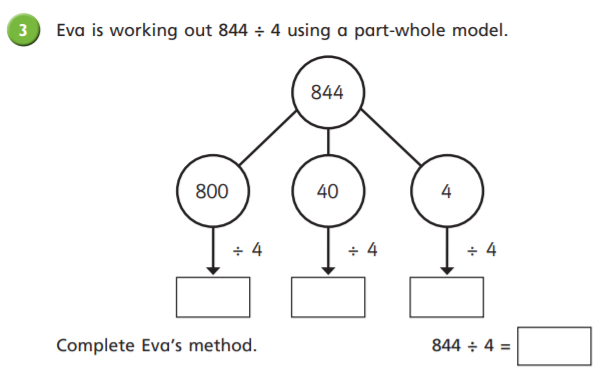 3 Eva is working out 844 ÷ 4 using a part-whole model.
844
800 40 4
÷ 4 ÷ 4 ÷ 4
Complete Eva's method. 844 ÷ 4 =